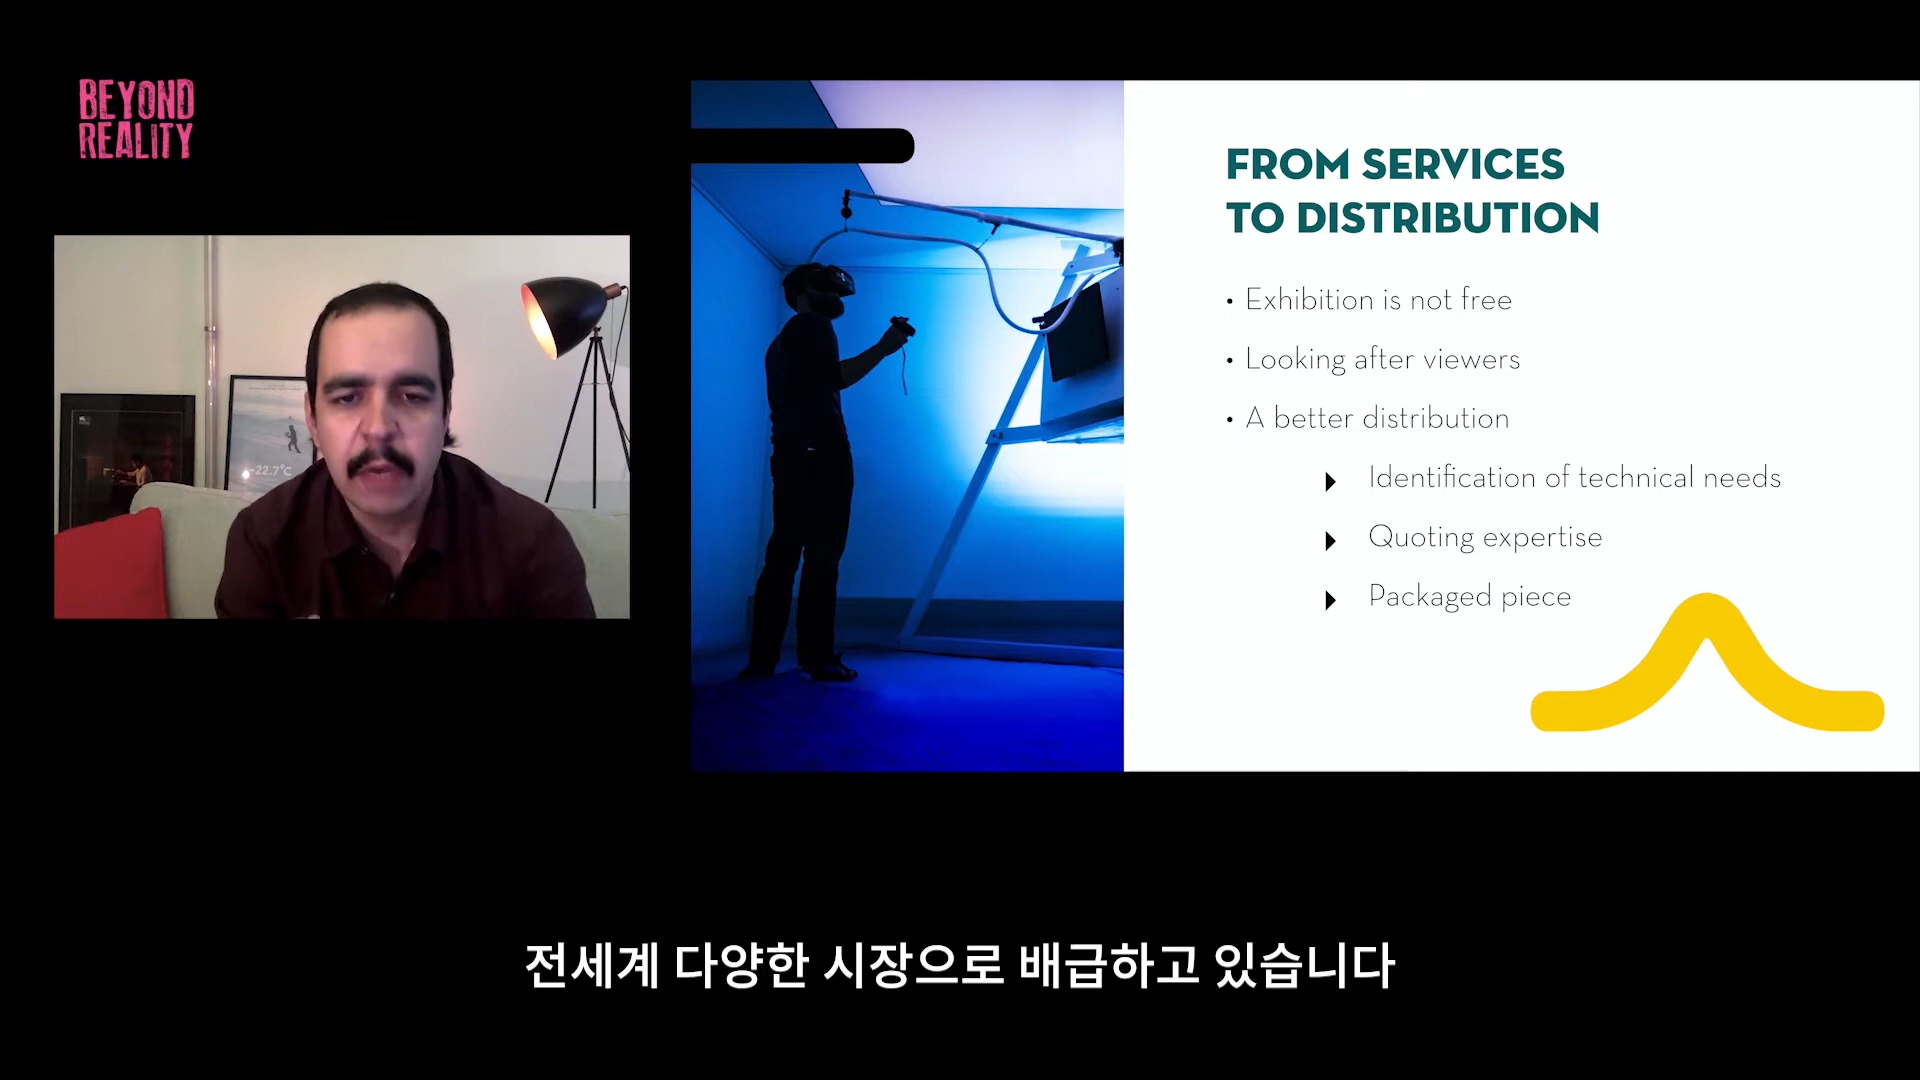 BEYOND
REALITY
-22.7°C
FROM SERVICES
TO DISTRIBUTION
• Exhibition is not free
• Looking after viewers
• A better distribution
Identification of technical needs
Quoting expertise
Packaged piece
전세계 다양한 시장으로 배급하고 있습니다